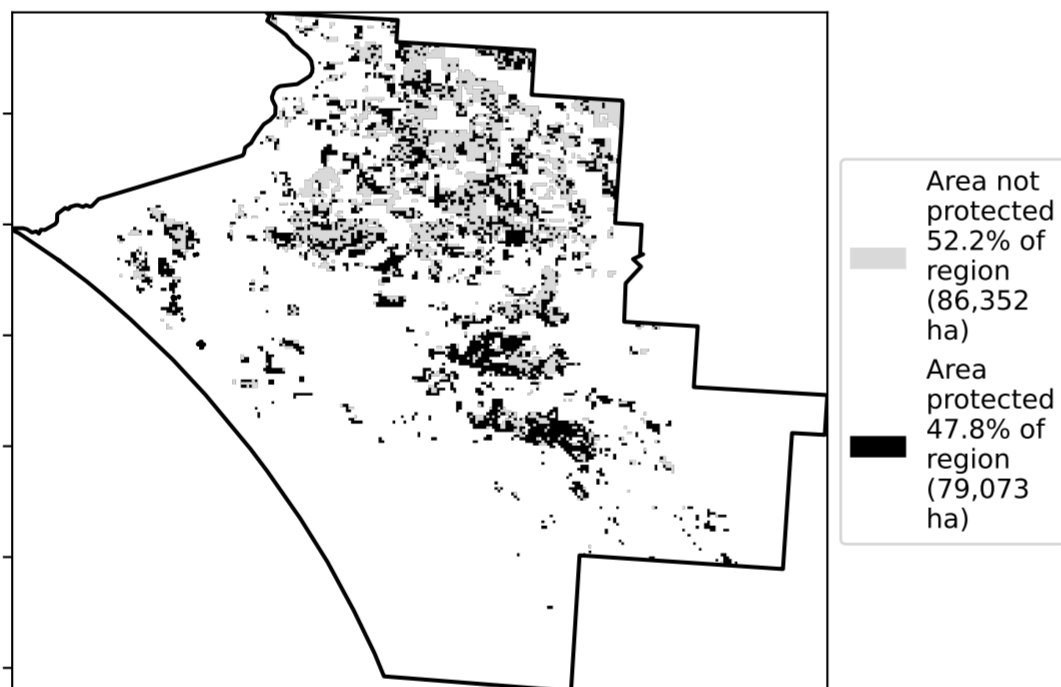 Area not
protected
52.2% of
region
(86,352
ha)
Area
protected
47.8% of
region
(79,073
ha)